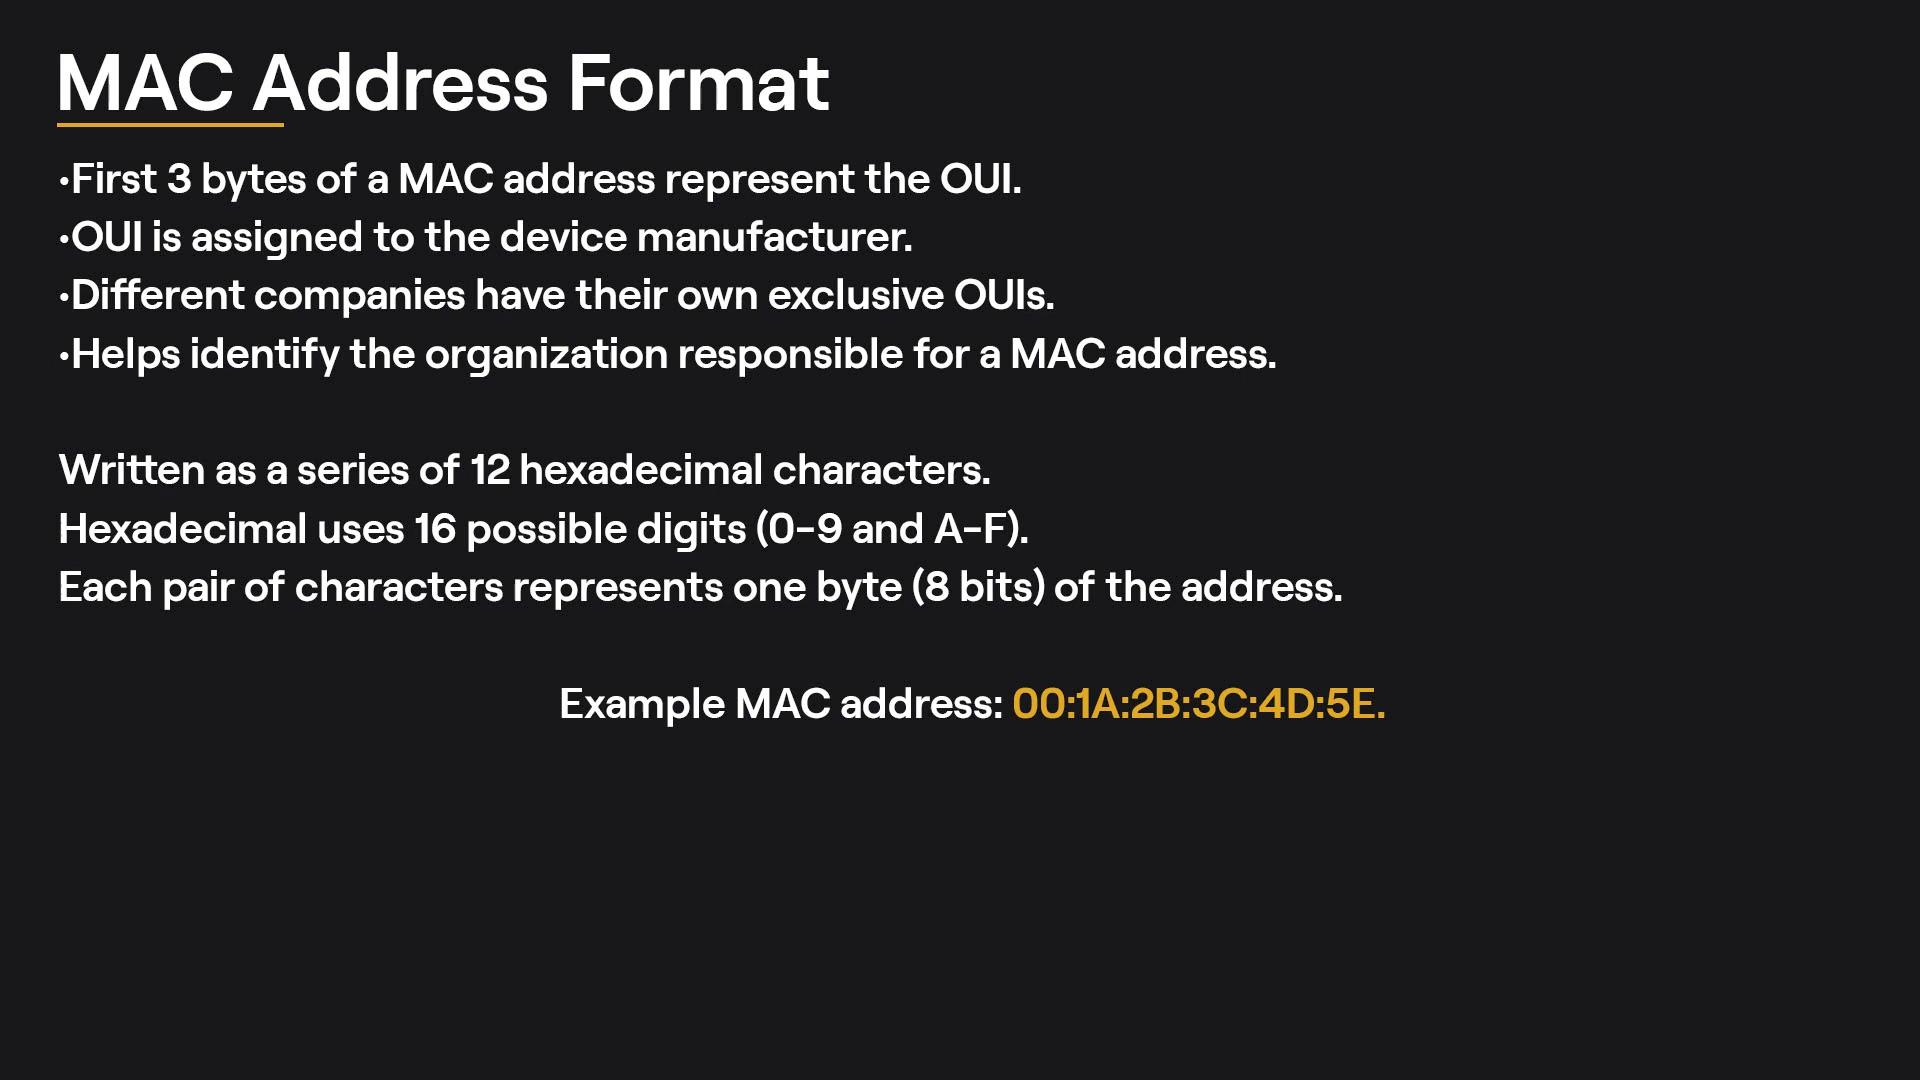 MAC Address Format
•First 3 bytes of a MAC address represent the OUI.
•OUI is assigned to the device manufacturer.
•Different companies have their own exclusive OUIs.
•Helps identify the organization responsible for a MAC address.
Written as a series of 12 hexadecimal characters.
Hexadecimal uses 16 possible digits (0-9 and A-F).
Each pair of characters represents one byte (8 bits) of the address.
Example MAC address: 00:1A:2B:3C:4D:5E.